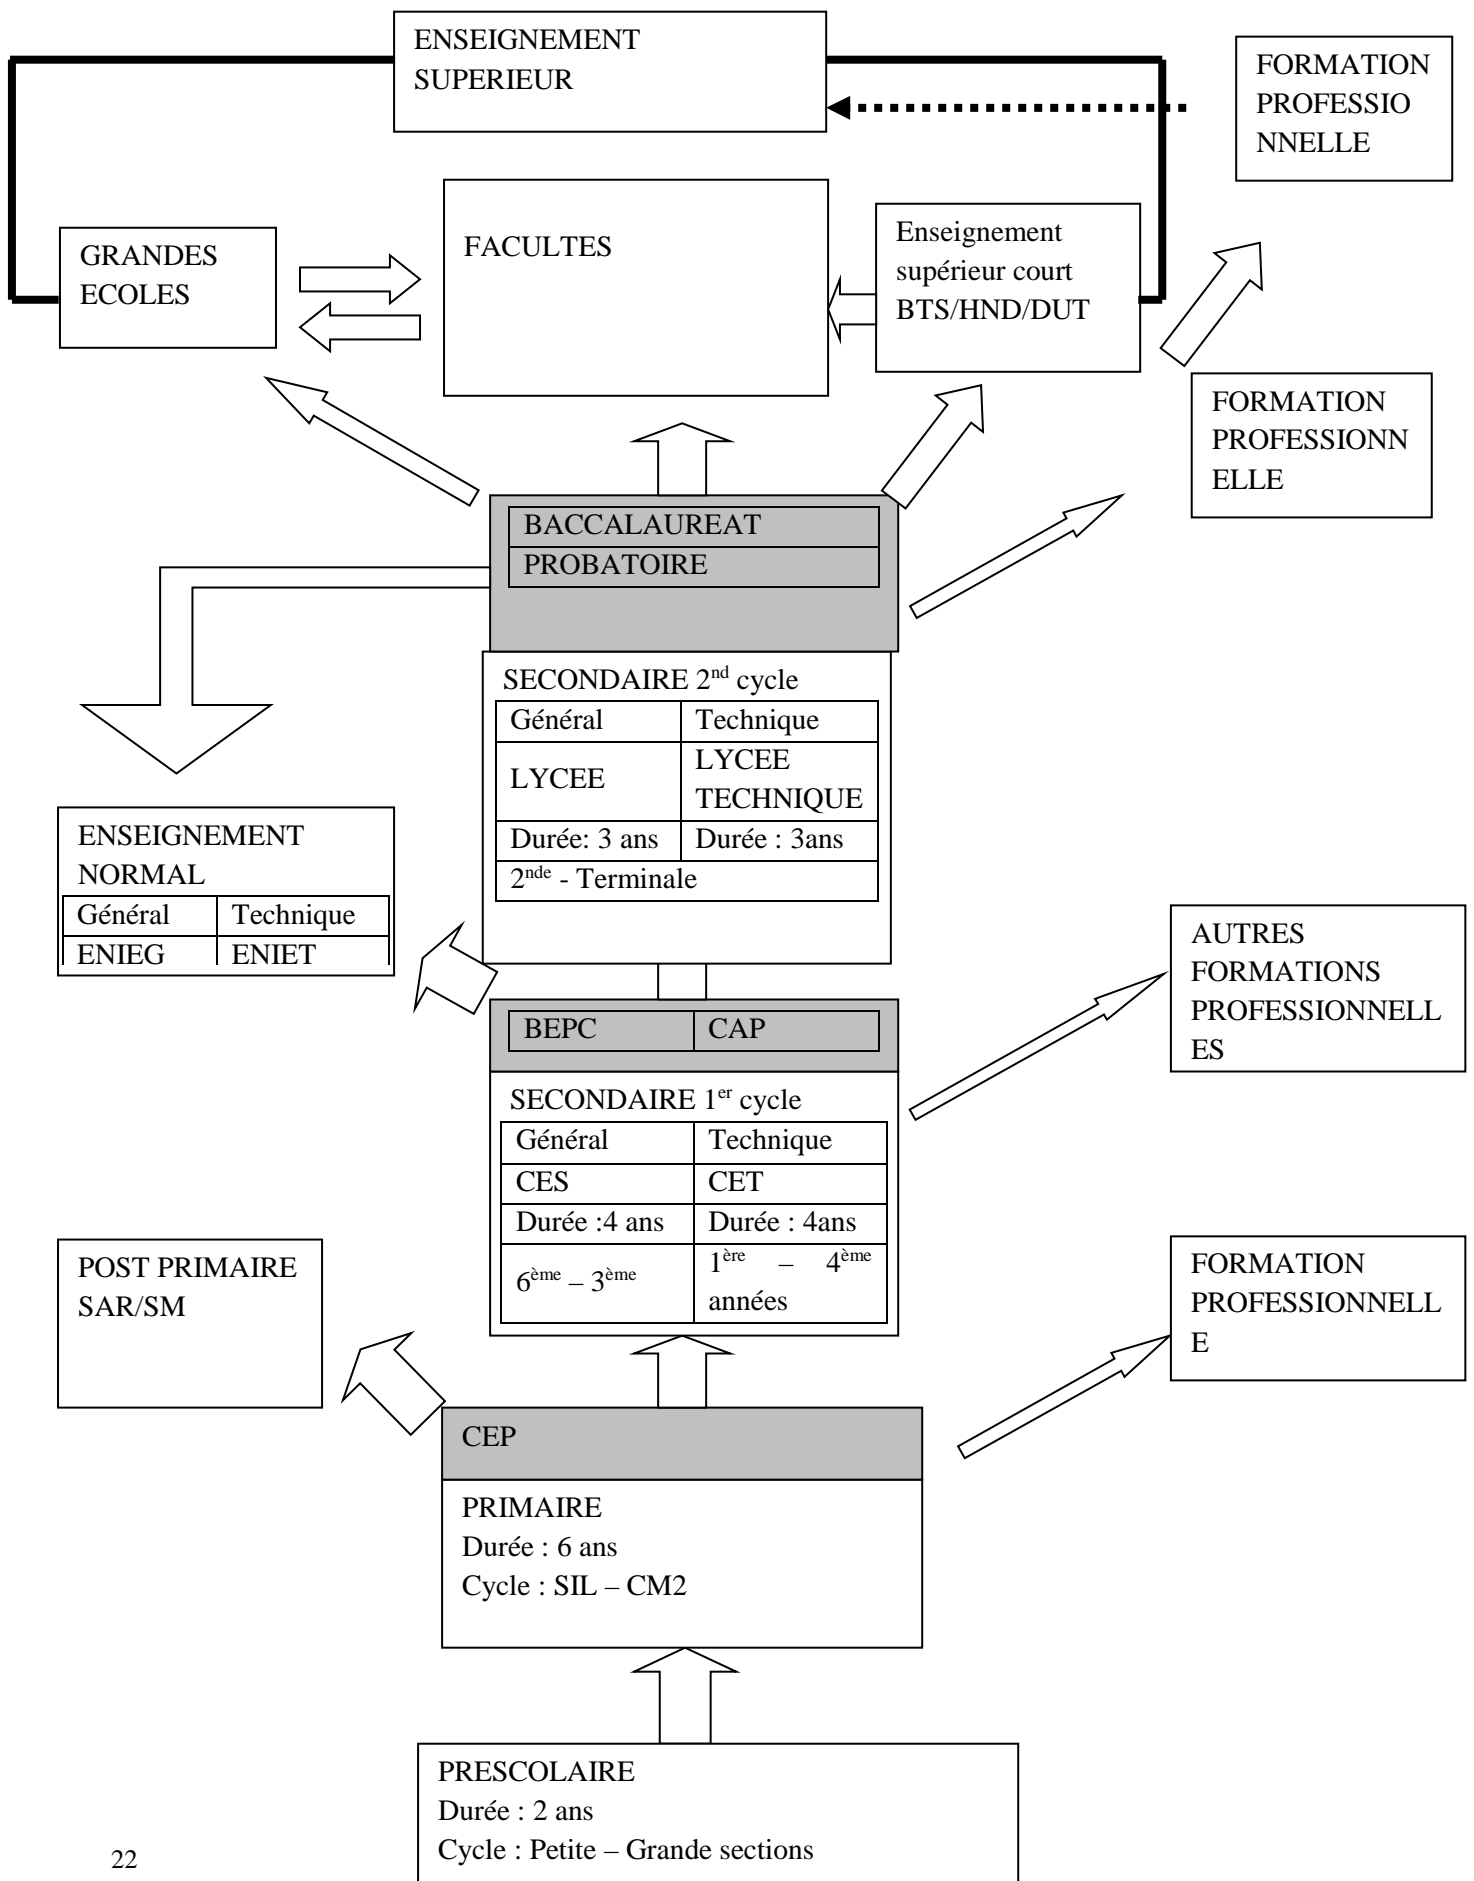 ENSEIGNEMENT
SUPERIEUR
FORMATION
PROFESSIO
NNELLE
GRANDES
ECOLES
FACULTES
Enseignement
supérieur court
BTS/HND/DUT
FORMATION
PROFESSIONN
ELLE
BACCALAUREAT
PROBATOIRE
SECONDAIRE 2nd cycle
Général Technique
LYCEE LYCEE
TECHNIQUE
Durée: 3 ans Durée : 3ans
2nde - Terminale
ENSEIGNEMENT
NORMAL
Général Technique
ENIEG ENIET
AUTRES
FORMATIONS
PROFESSIONNELL
ES
BEPC CAP
SECONDAIRE 1er cycle
Général Technique
CES CET
Durée :4 ans Durée : 4ans
6ème – 3ème 1ère – 4ème
années
POST PRIMAIRE
SAR/SM
FORMATION
PROFESSIONNELL
E
CEP
PRIMAIRE
Durée : 6 ans
Cycle : SIL – CM2
PRESCOLAIRE
Durée : 2 ans
Cycle : Petite – Grande sections
22